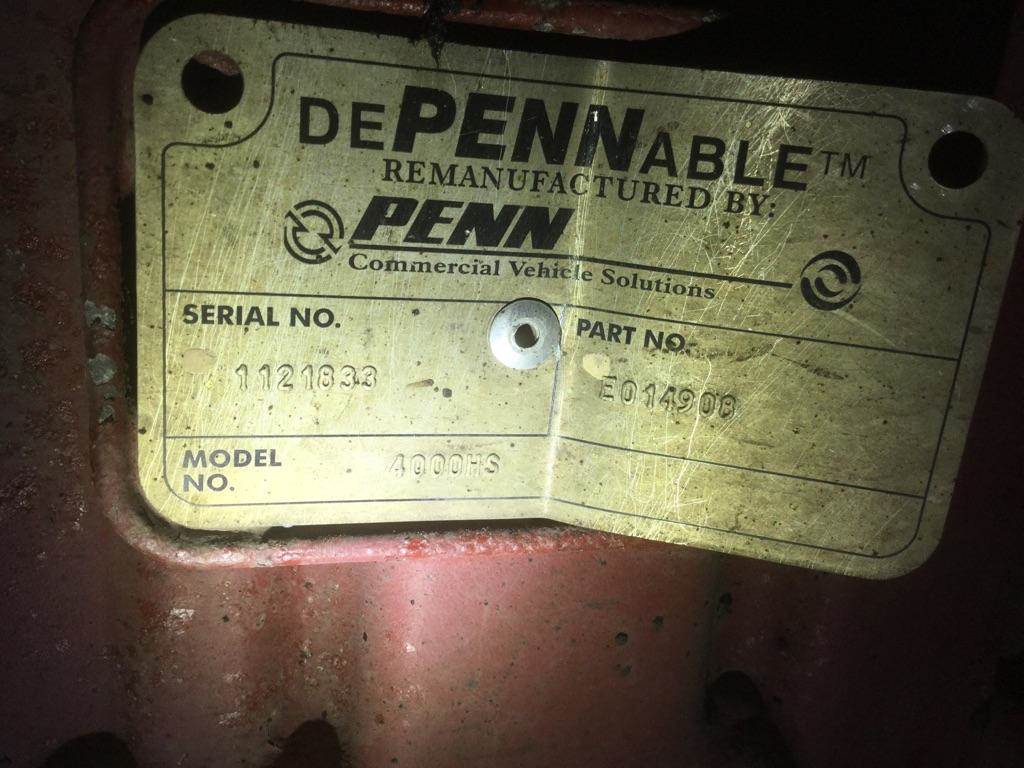 DEPENNABLE™
REMANUFACTURED BY:
PENN
Commercial Vehicle Solutions
SERIAL NO.
1121833
PART NO.
E014908
MODEL NO.
4000HS